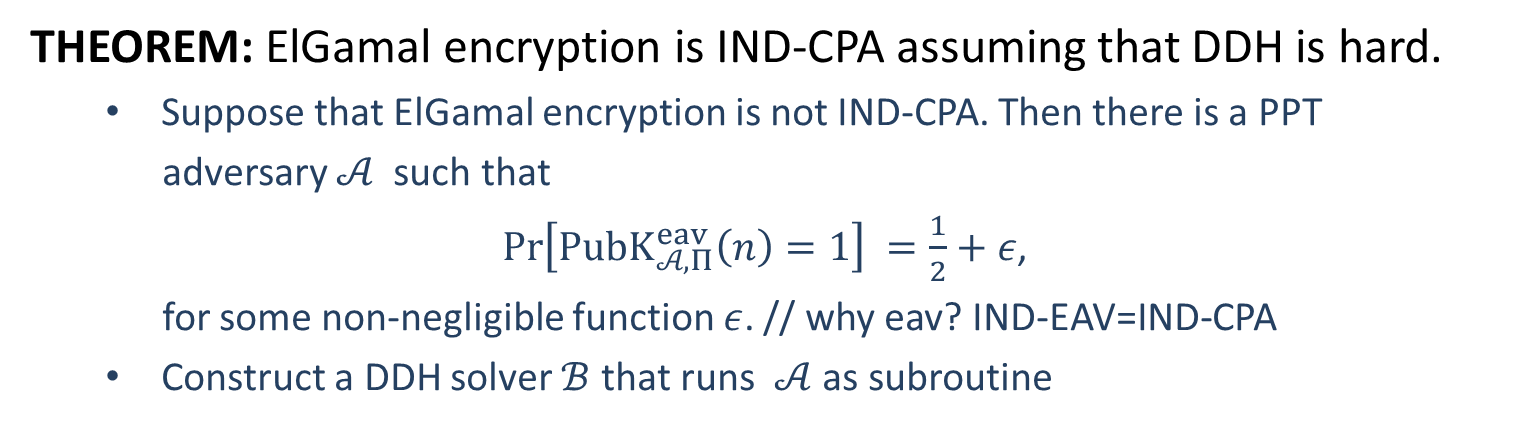 THEOREM: ElGamal encryption is IND-CPA assuming that DDH is hard.
• Suppose that ElGamal encryption is not IND-CPA. Then there is a PPT
adversary 𝒜 such that
Pr[PubK^{eav}_{𝒜,Π}(n) = 1] = 1/2 + ϵ,
for some non-negligible function ϵ. // why eav? IND-EAV=IND-CPA
• Construct a DDH solver ℬ that runs 𝒜 as subroutine